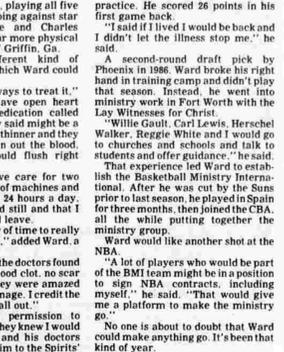 , playing all five
ing against star
e and Charles
ar more physical
Griffin, Ga.
ferent kind of
hich Ward could
ways to treat it,"
ave open heart
edication called
said might be a
thinner and they
n out the blood,
uld flush right
ve care for two
of machines and
24 hours a day.
d still and that I
l leave.
y of time to really
," added Ward, a
the doctors found
ood clot, no scar
ey were amazed
nage. I credit the
all out."
permission to
hey knew I would
and his doctors
im to the Spirits'
practice. He scored 26 points in his
first game back.
"I said if I lived I would be back and
I didn't let the illness stop me," he
said.
A second-round draft pick by
Phoenix in 1986, Ward broke his right
hand in training camp and didn't play
that season. Instead, he went into
ministry work in Fort Worth with the
Lay Witnesses for Christ.
"Willie Gault, Carl Lewis, Herschel
Walker, Reggie White and I would go
to churches and schools and talk to
students and offer guidance," he said.
That experience led Ward to estab-
lish the Basketball Ministry Interna-
tional. After he was cut by the Suns
prior to last season, he played in Spain
for three months, then joined the CBA,
all the while putting together the
ministry group.
Ward would like another shot at the
NBA.
"A lot of players who would be part
of the BMI team might be in a position
to sign NBA contracts, including
myself," he said. "That would give
me a platform to make the ministry
go."
No one is about to doubt that Ward
could make anything go. It's been that
kind of year.